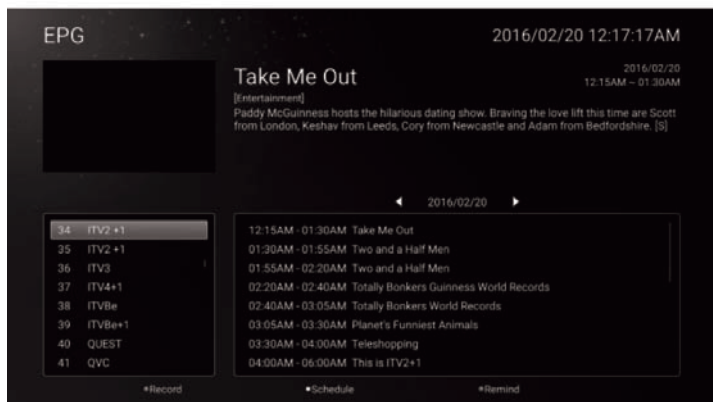 EPG
2016/02/20 12:17:17AM
Take Me Out
2016/02/20
12:15AM ~ 01:30AM
[Entertainment]
Paddy McGuinness hosts the hilarious dating show. Braving the love lift this time are Scott
from London, Keshav from Leeds, Cory from Newcastle and Adam from Bedfordshire. [S]
2016/02/20
34 ITV2 +1
35 ITV2 +1
36 ITV3
37 ITV4+1
38 ITVBe
39 ITVBe+1
40 QUEST
41 QVC
12:15AM - 01:30AM Take Me Out
01:30AM - 01:55AM Two and a Half Men
01:55AM - 02:20AM Two and a Half Men
02:20AM - 02:40AM Totally Bonkers Guinness World Records
02:40AM - 03:05AM Totally Bonkers World Records
03:05AM - 03:30AM Planet's Funniest Animals
03:30AM - 04:00AM Teleshopping
04:00AM - 06:00AM This is ITV2+1
Record
Schedule
Remind